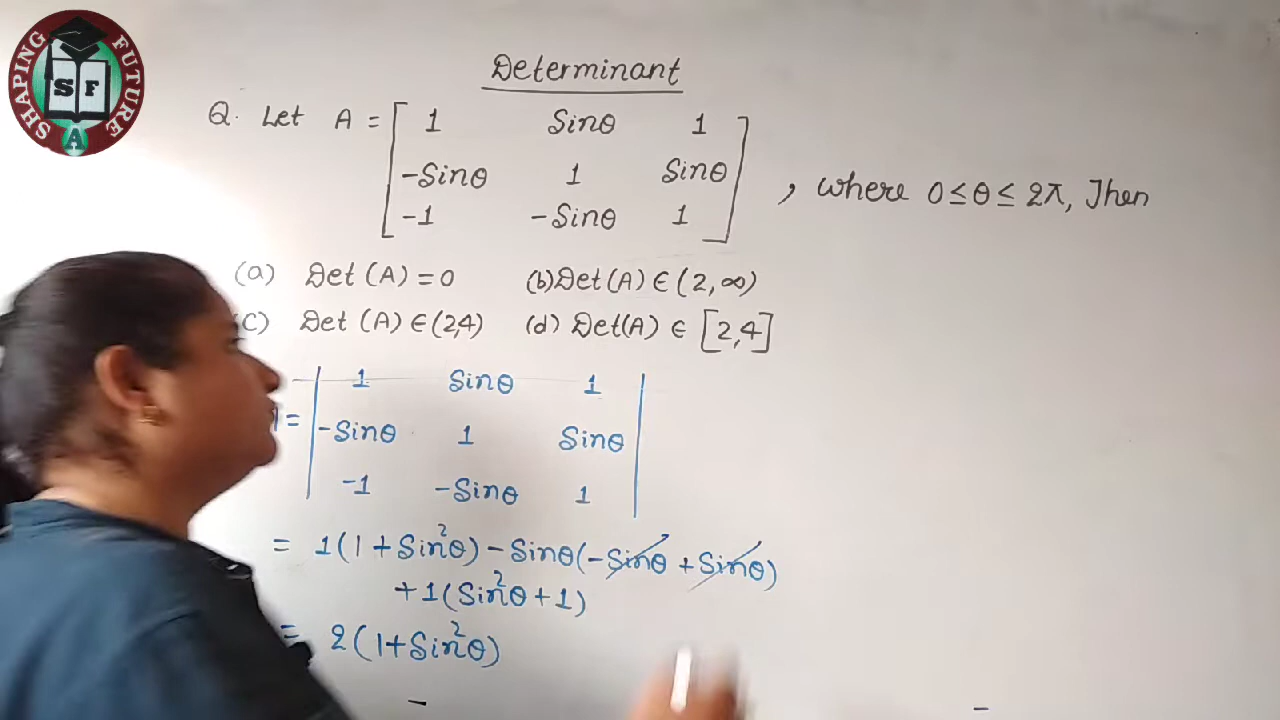 SHAPING FUTURE
S F
A
Determinant
Q. Let A = [ 1 Sinθ 1
-Sinθ 1 Sinθ
-1 -Sinθ 1 ] , where 0≤θ≤2π, Then
(a) Det (A) = 0 (b) Det (A) ∈ (2, ∞)
C) Det (A) ∈ (2,4) (d) Det(A) ∈ [2,4]
= | 1 Sinθ 1 |
-Sinθ 1 Sinθ
-1 -Sinθ 1
= 1(1+Sin²θ) - Sinθ(-Sinθ + Sinθ)
+1(Sin²θ+1)
= 2(1+Sin²θ)